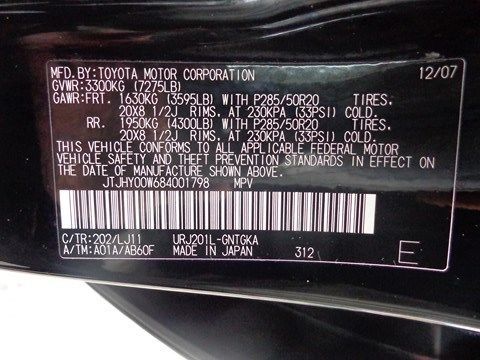 MFD.BY:TOYOTA MOTOR CORPORATION 12/07
GVWR:3300KG (7275LB)
GAWR:FRT. 1630KG (3595LB) WITH P285/50R20 TIRES.
20X8 1/2J RIMS. AT 230KPA (33PSI) COLD.
RR. 1950KG (4300LB) WITH P285/50R20 TIRES.
20X8 1/2J RIMS. AT 230KPA (33PSI) COLD.
THIS VEHICLE CONFORMS TO ALL APPLICABLE FEDERAL MOTOR
VEHICLE SAFETY AND THEFT PREVENTION STANDARDS IN EFFECT ON
THE DATE OF MANUFACTURE SHOWN ABOVE.
JTJHY00W684001798 MPV
C/TR:202/LJ11 URJ201L-GNTGKA
A/TM:A01A/AB60F MADE IN JAPAN 312 E